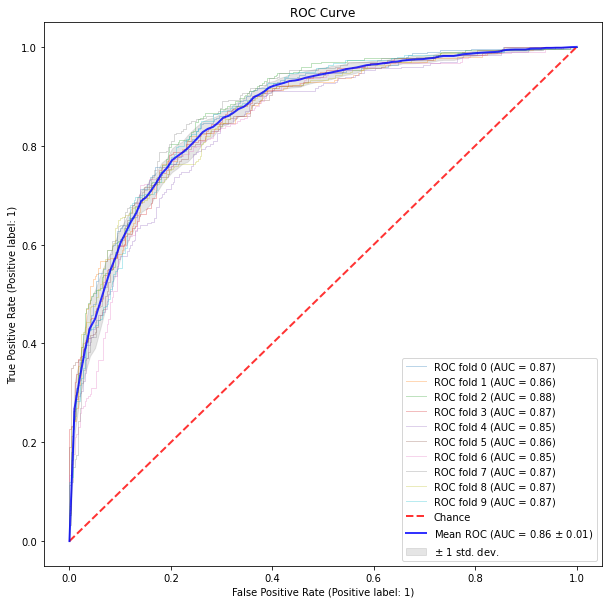 ROC Curve
True Positive Rate (Positive label: 1)
1.0
0.8
0.6
0.4
0.2
0.0
ROC fold 0 (AUC = 0.87)
ROC fold 1 (AUC = 0.86)
ROC fold 2 (AUC = 0.88)
ROC fold 3 (AUC = 0.87)
ROC fold 4 (AUC = 0.85)
ROC fold 5 (AUC = 0.86)
ROC fold 6 (AUC = 0.85)
ROC fold 7 (AUC = 0.87)
ROC fold 8 (AUC = 0.87)
ROC fold 9 (AUC = 0.87)
Chance
Mean ROC (AUC = 0.86 ± 0.01)
± 1 std. dev.
0.0 0.2 0.4 0.6 0.8 1.0
False Positive Rate (Positive label: 1)